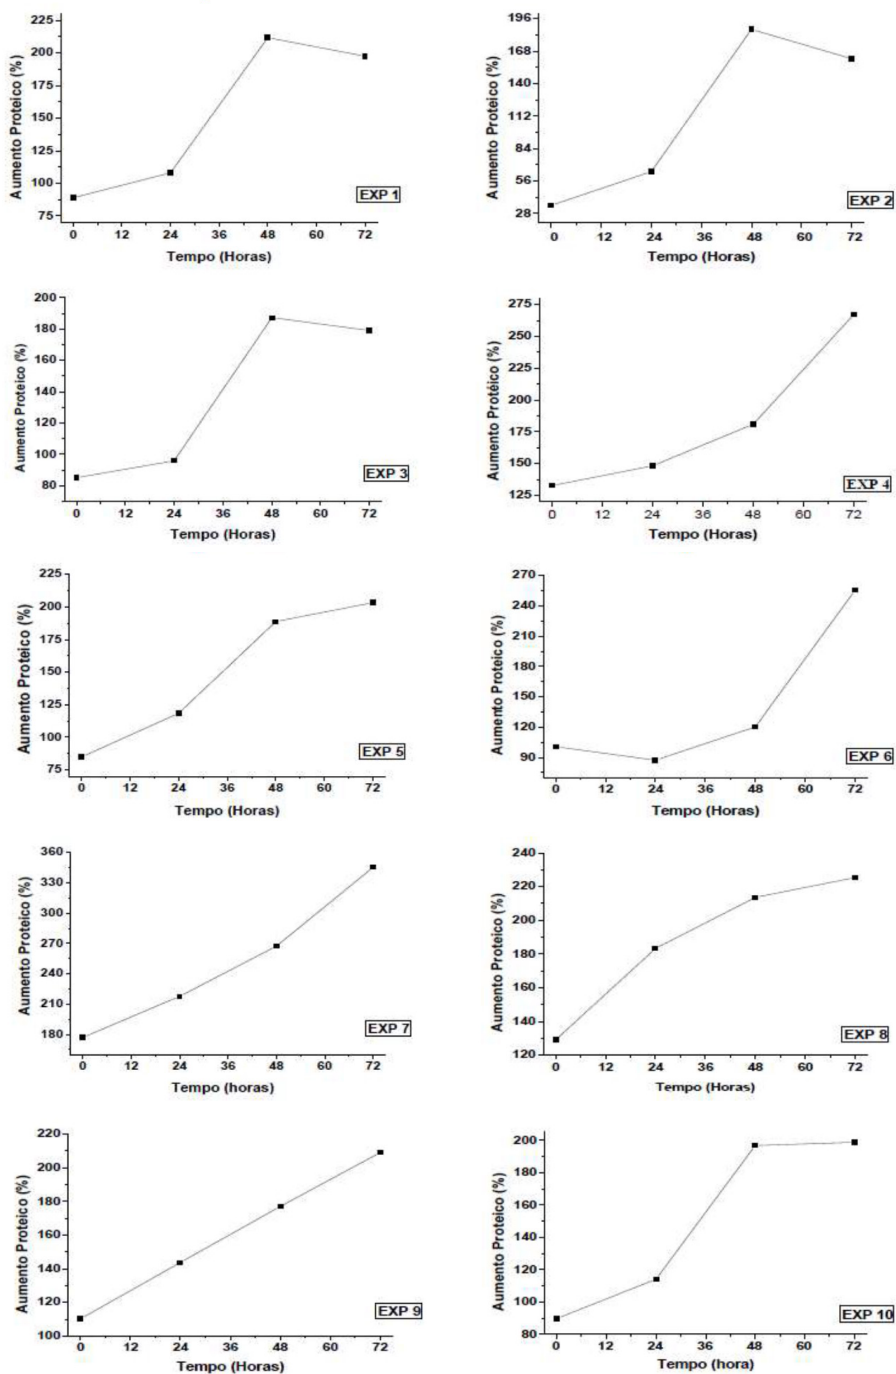 Aumento Proteico (%)
225
200
175
150
125
100
75
0 12 24 36 48 60 72
Tempo (Horas)
EXP 1
Aumento Proteico (%)
196
168
140
112
84
56
28
0 12 24 36 48 60 72
Tempo (Horas)
EXP 2
Aumento Proteico (%)
200
180
160
140
120
100
80
0 12 24 36 48 60 72
Tempo (Horas)
EXP 3
Aumento Protéico (%)
275
250
225
200
175
150
125
0 12 24 36 48 60 72
Tempo (Horas)
EXP 4
Aumento Proteico (%)
225
200
175
150
125
100
75
0 12 24 36 48 60 72
Tempo (Horas)
EXP 5
Aumento Proteico (%)
270
240
210
180
150
120
90
0 12 24 36 48 60 72
Tempo (Horas)
EXP 6
Aumento Proteico (%)
360
330
300
270
240
210
180
0 12 24 36 48 60 72
Tempo (horas)
EXP 7
Aumento Proteico (%)
240
220
200
180
160
140
120
0 12 24 36 48 60 72
Tempo (Horas)
EXP 8
Aumento Proteico (%)
220
200
180
160
140
120
100
0 12 24 36 48 60 72
Tempo (Horas)
EXP 9
Aumento Proteico (%)
200
180
160
140
120
100
80
0 12 24 36 48 60 72
Tempo (hora)
EXP 10